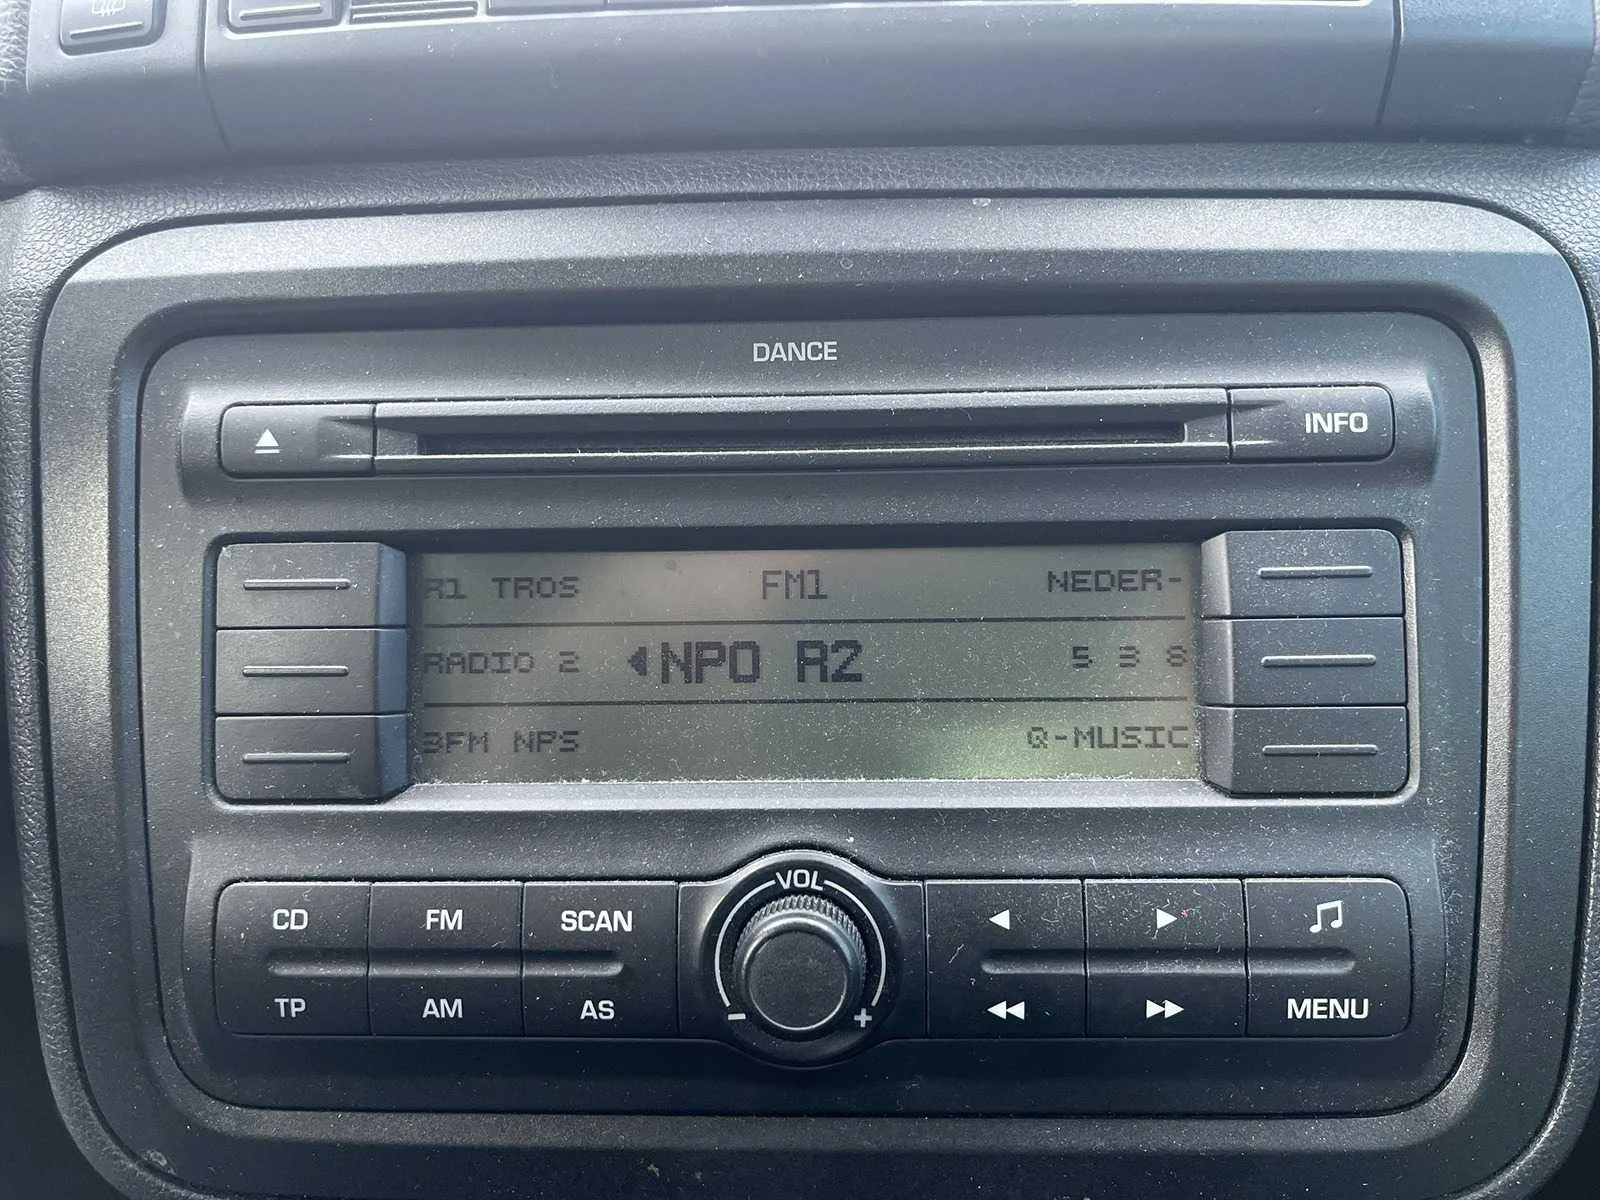 DANCE
INFO
R1 TROS FM1 NEDER-
RADIO 2 NPO R2 5 3 8
3FM NPS Q-MUSIC
VOL
CD FM SCAN
TP AM AS
- +
MENU